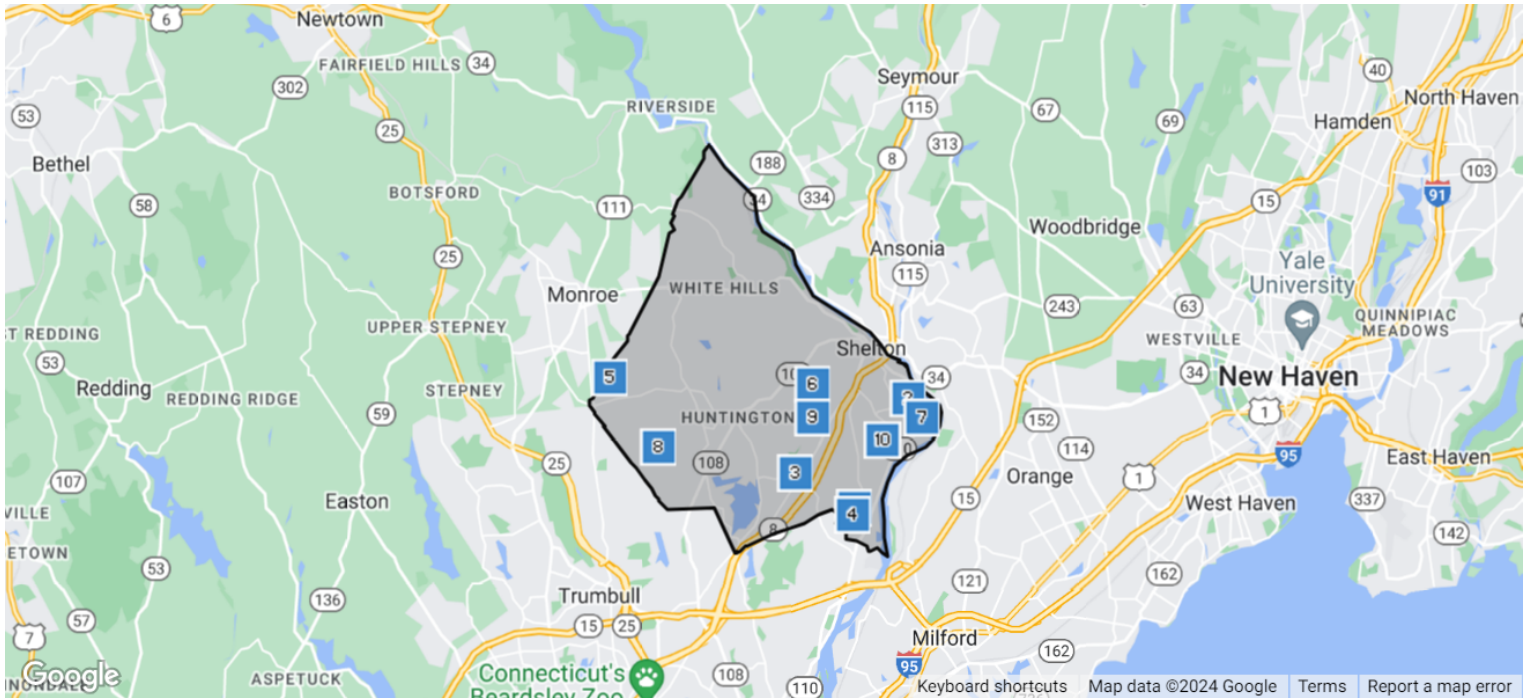 6
Newtown
FAIRFIELD HILLS
34
302
RIVERSIDE
Seymour
115
67
40
North Haven
Hamden
69
53
25
Bethel
313
8
188
103
334
34
58
BOTSFORD
111
91
15
Woodbridge
Ansonia
115
25
Yale
University
WHITE HILLS
Monroe
243
63
QUINNIPIAC
MEADOWS
UPPER STEPNEY
ST REDDING
WESTVILLE
Shelton
53
5
6
34
34
New Haven
Redding
REDDING RIDGE
STEPNEY
59
HUNTINGTON
9
7
152
1
8
10
114
108
3
25
95
East Haven
107
Orange
1
15
337
Easton
West Haven
VILLE
4
8
142
ETOWN
53
136
121
162
Trumbull
57
15
25
7
Milford
162
95
Connecticut's
Beardsley Zoo
108
110
ASPETUCK
Google
Keyboard shortcuts
Map data ©2024 Google
Terms
Report a map error